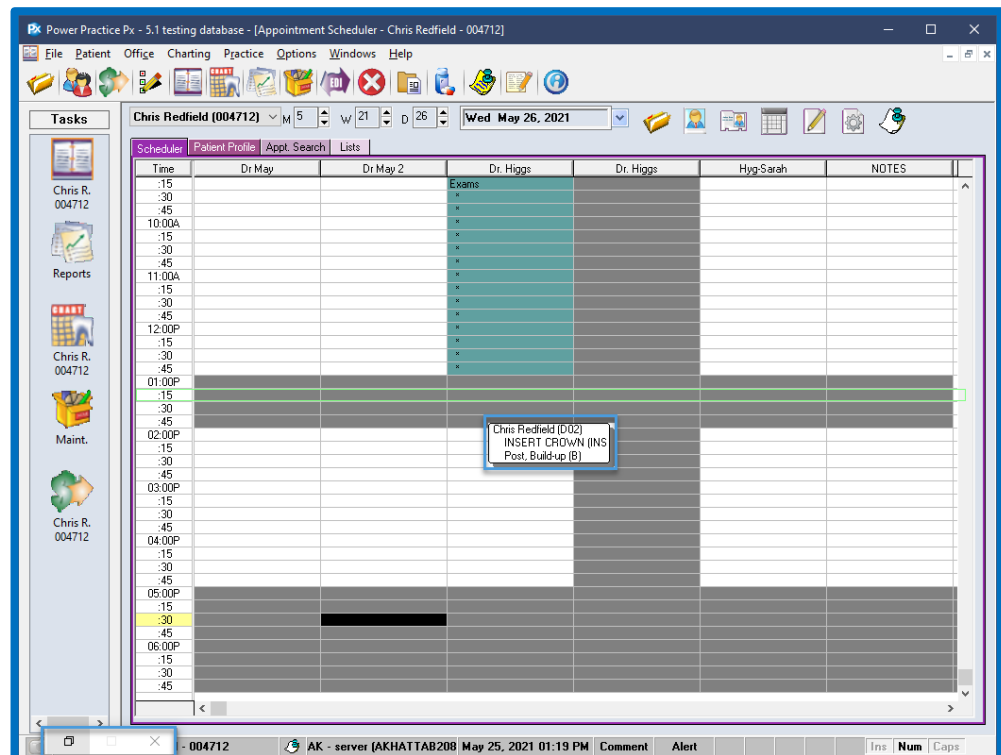 Power Practice Px - 5.1 testing database - [Appointment Scheduler - Chris Redfield - 004712]
File Patient Office Charting Practice Options Windows Help
Tasks
Chris Redfield (004712) M 5 W 21 D 26 Wed May 26, 2021
Scheduler Patient Profile Appt. Search Lists
Time Dr May Dr May 2 Dr. Higgs Dr. Higgs Hyg-Sarah NOTES
:15 Exams
:30 "
:45 "
10:00A "
:15 "
:30 "
:45 "
11:00A "
:15 "
:30 "
:45 "
12:00P "
:15 "
:30 "
:45 "
01:00P
:15
:30
:45
02:00P
:15
:30
:45
03:00P
:15
:30
:45
04:00P
:15
:30
:45
05:00P
:15
:30
:45
06:00P
:15
:30
:45
Chris Redfield (D02)
INSERT CROWN (INS
Post, Build-up (B)
Chris R.
004712
Reports
Chris R.
004712
Maint.
Chris R.
004712
- 004712 AK - server (AKHATTAB208 May 25, 2021 01:19 PM Comment Alert Ins Num Caps